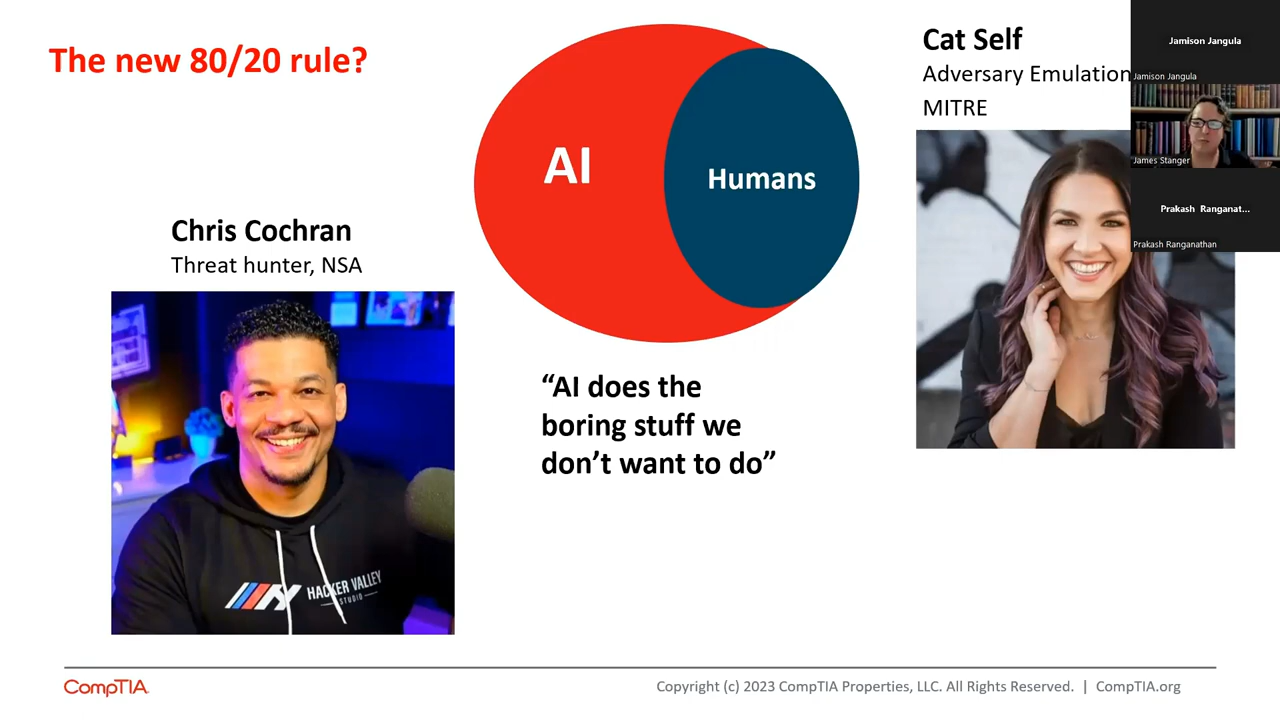 The new 80/20 rule?
AI
Humans
Cat Self
Adversary Emulation
MITRE
Chris Cochran
Threat hunter, NSA
“AI does the
boring stuff we
don’t want to do”
HACKER VALLEY
STUDIO
Jamison Jangula
Jamison Jangula
James Stanger
Prakash Ranganat...
Prakash Ranganathan
CompTIA
Copyright (c) 2023 CompTIA Properties, LLC. All Rights Reserved. | CompTIA.org